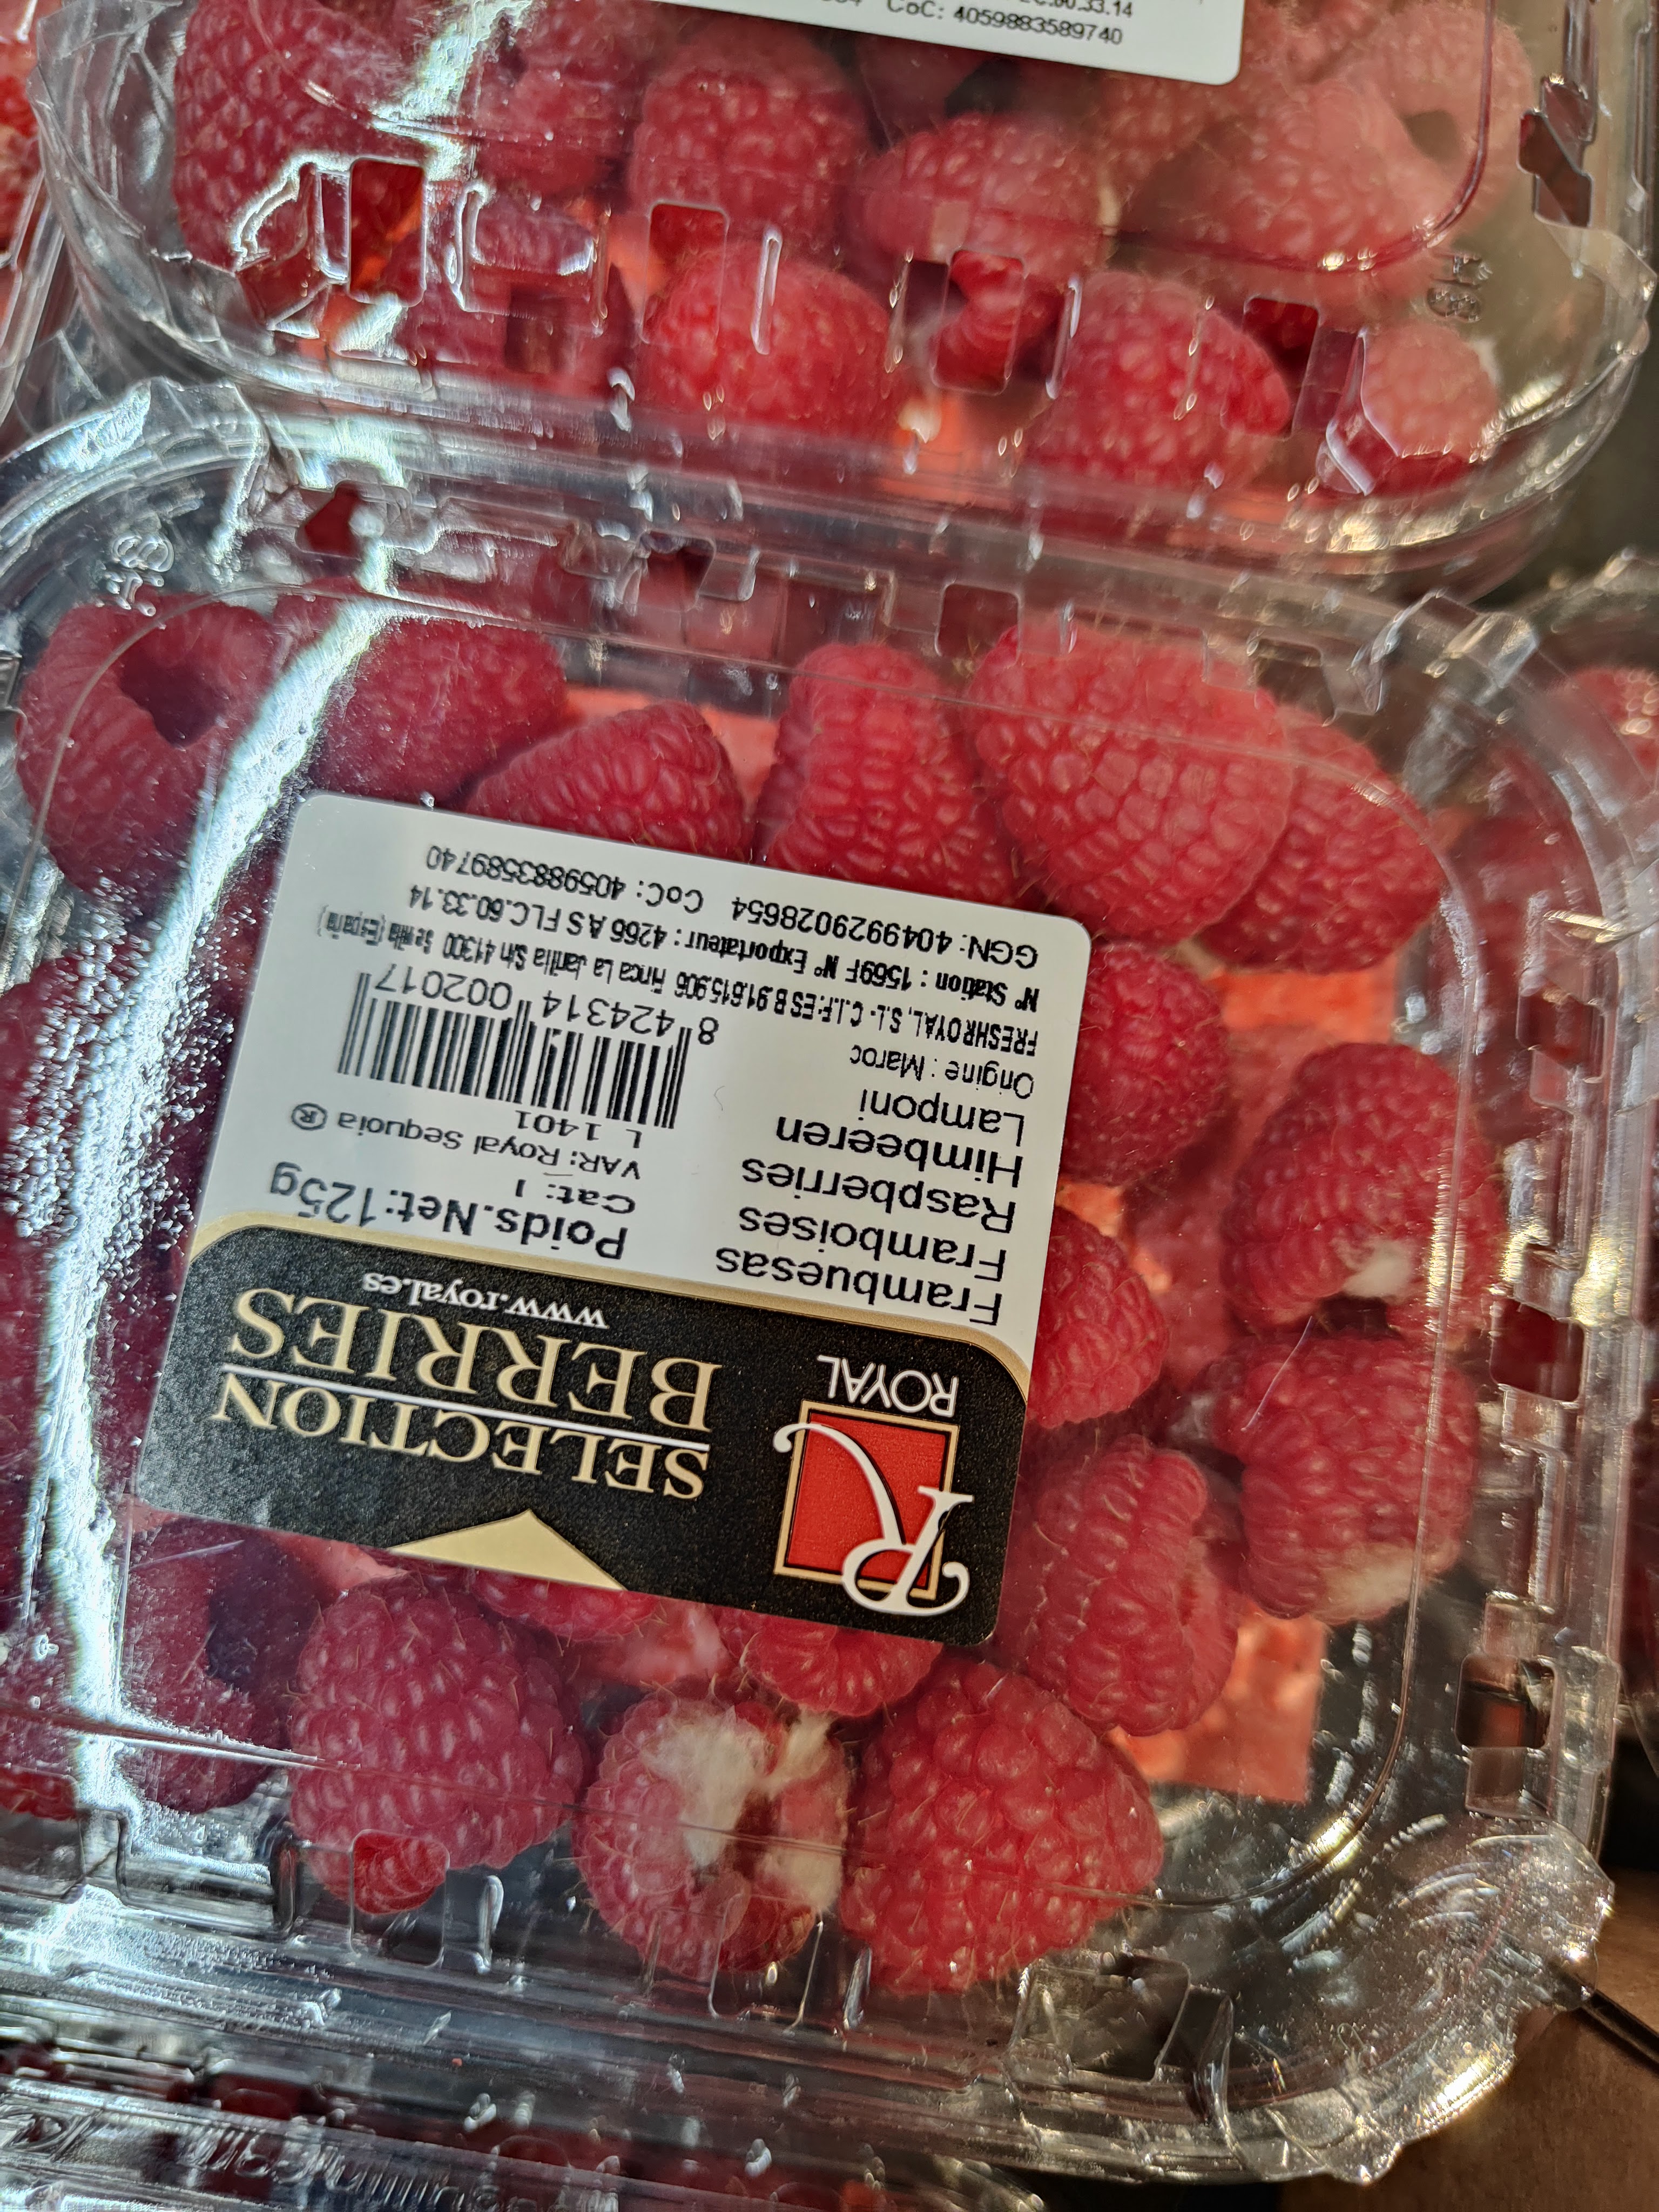 CoC: 4059883589740
R
ROYAL
SELECTION
BERRIES
www.royal.es
Frambuesas
Framboises
Raspberries
Himbeeren
Lamponi
Origine : Maroc
Poids.Net:125g
Cat: I
VAR: Royal Sequoia ®
L 1401
8 424314 002017
FRESHROYAL, S.L.- C.I.F:ES B 91.615.906 Finca La Jarilla S/n 41300 Sevilla (España)
Nº Station : 1569F Nº Exportateur : 4266 A S FLC.60.33.14
GGN: 4049929028654 CoC: 4059883589740